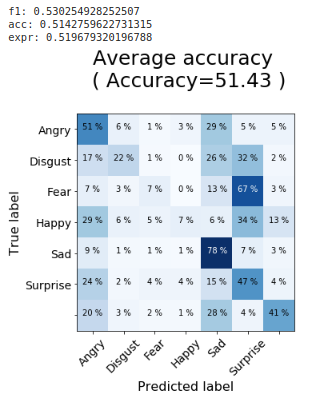 f1: 0.530254928252507
acc: 0.5142759622731315
expr: 0.519679320196788
Average accuracy
( Accuracy=51.43 )
True label
Angry 51 % 6 % 1 % 3 % 29 % 5 % 5 %
Disgust 17 % 22 % 1 % 0 % 26 % 32 % 2 %
Fear 7 % 3 % 7 % 0 % 13 % 67 % 3 %
Happy 29 % 6 % 5 % 7 % 6 % 34 % 13 %
Sad 9 % 1 % 1 % 1 % 78 % 7 % 3 %
Surprise 24 % 2 % 4 % 4 % 15 % 47 % 4 %
20 % 3 % 2 % 1 % 28 % 4 % 41 %
Angry Disgust Fear Happy Sad Surprise
Predicted label